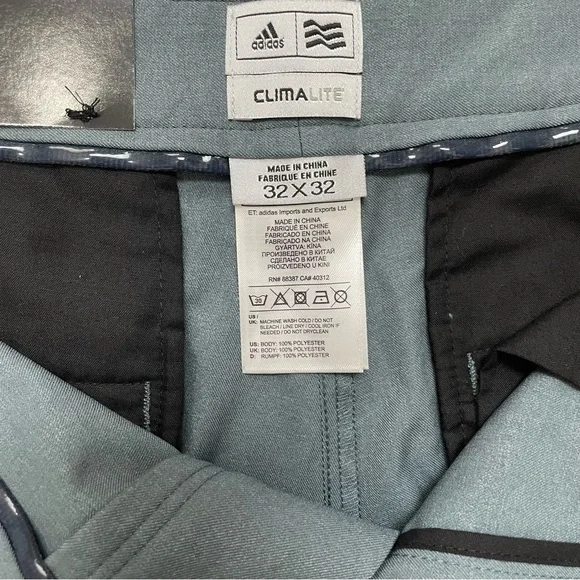 adidas
CLIMALITE®
MADE IN CHINA
FABRIQUE EN CHINE
32 X 32
ET: adidas Imports and Exports Ltd
MADE IN CHINA
FABRIQUÉ EN CHINE
FABRICADO EN CHINA
FABRICADO NA CHINA
GYÁRTVA: KÍNA
ПРОИЗВЕДЕНО В КИТАЕ
СДЕЛАНО В КИТАЕ
PROIZVEDENO U KINI
RN# 88387 CA# 40312
30
US /
UK: MACHINE WASH COLD / DO NOT
BLEACH / LINE DRY / COOL IRON IF
NEEDED / DO NOT DRYCLEAN
US: BODY: 100% POLYESTER
UK: BODY: 100% POLYESTER
D: RUMPF: 100% POLYESTER